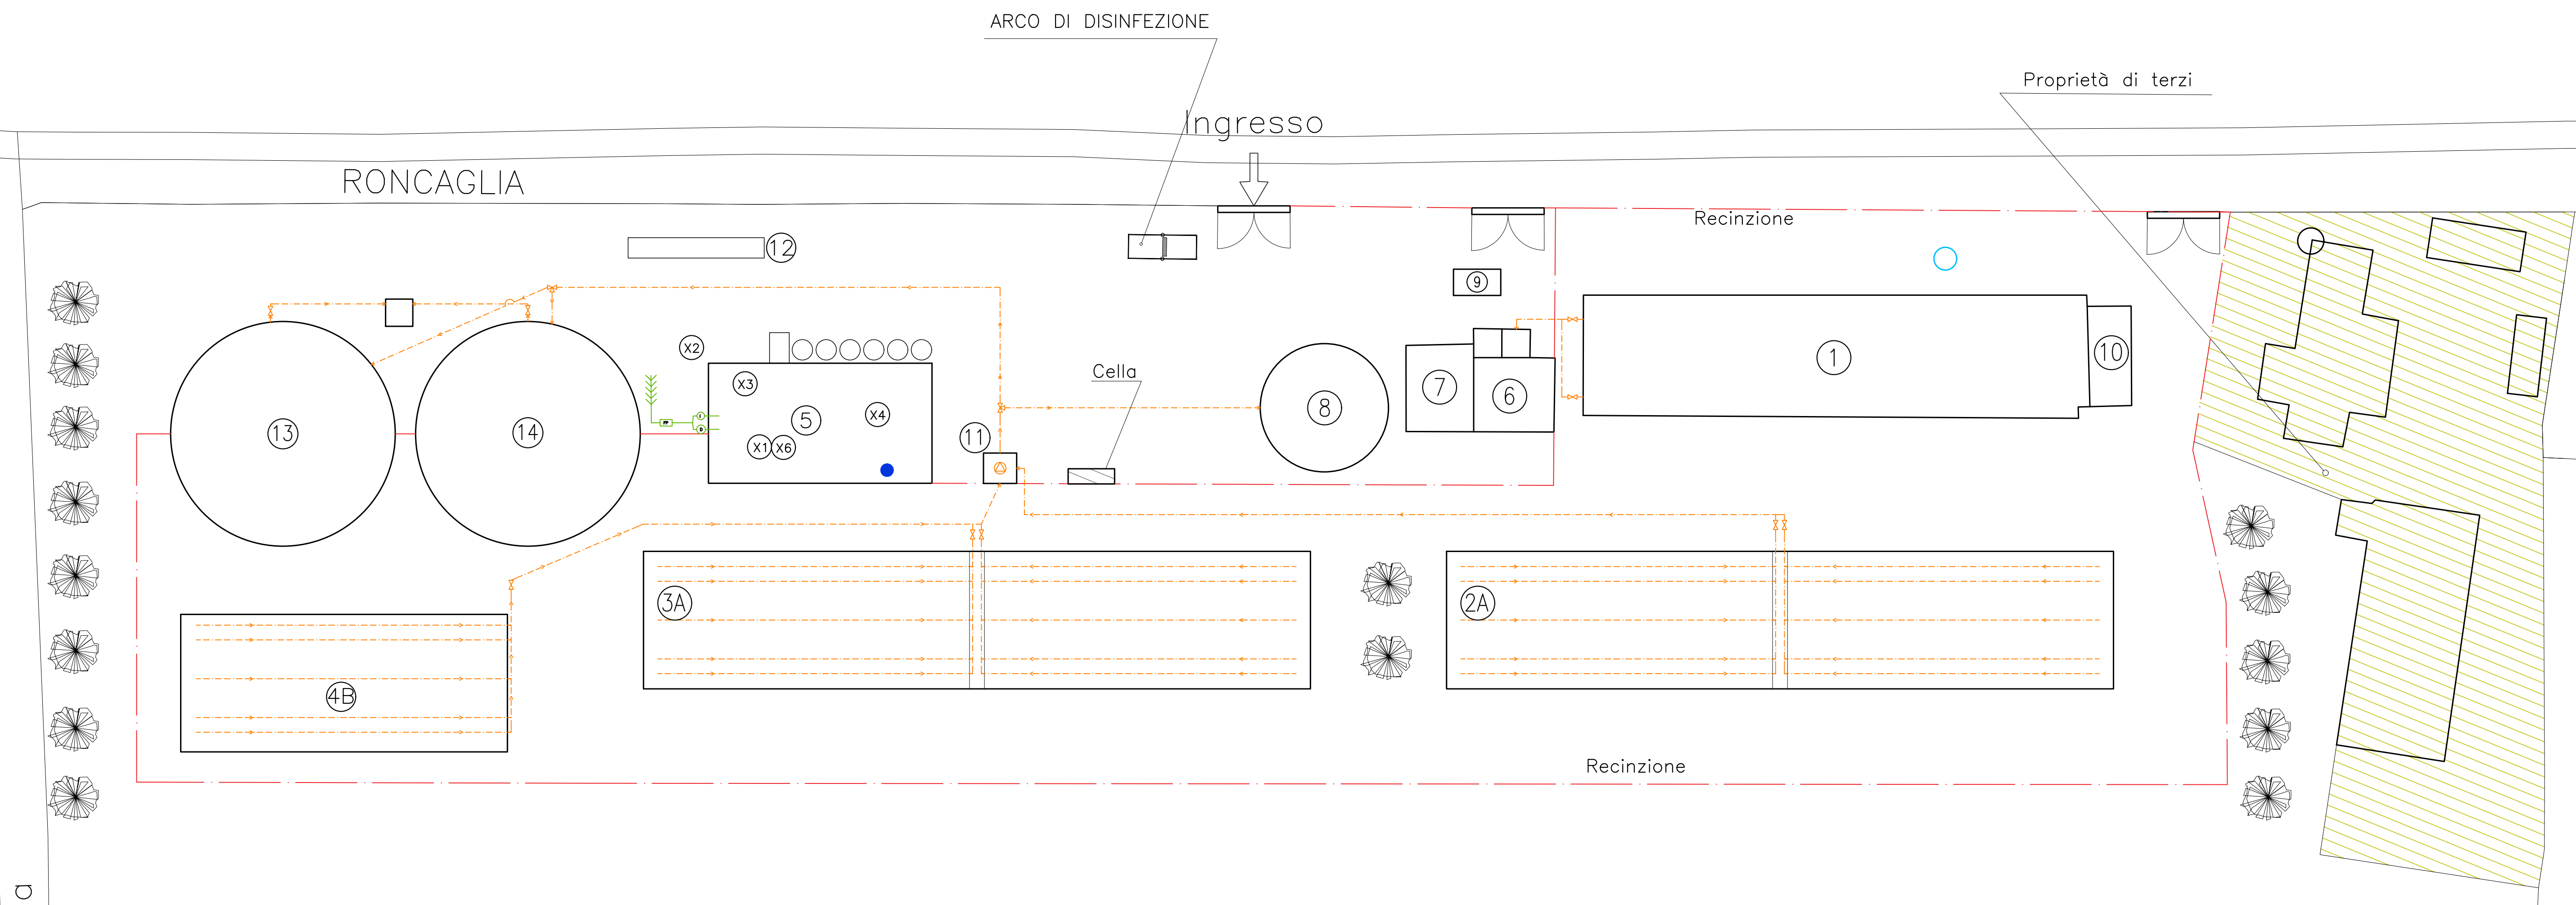 ARCO DI DISINFEZIONE
Proprietà di terzi
Ingresso
RONCAGLIA
Recinzione
12
9
X2
1
10
Cella
X3
7
6
8
X4
5
PP
I
D
13
14
11
X1
X6
3A
2A
4B
Recinzione
a